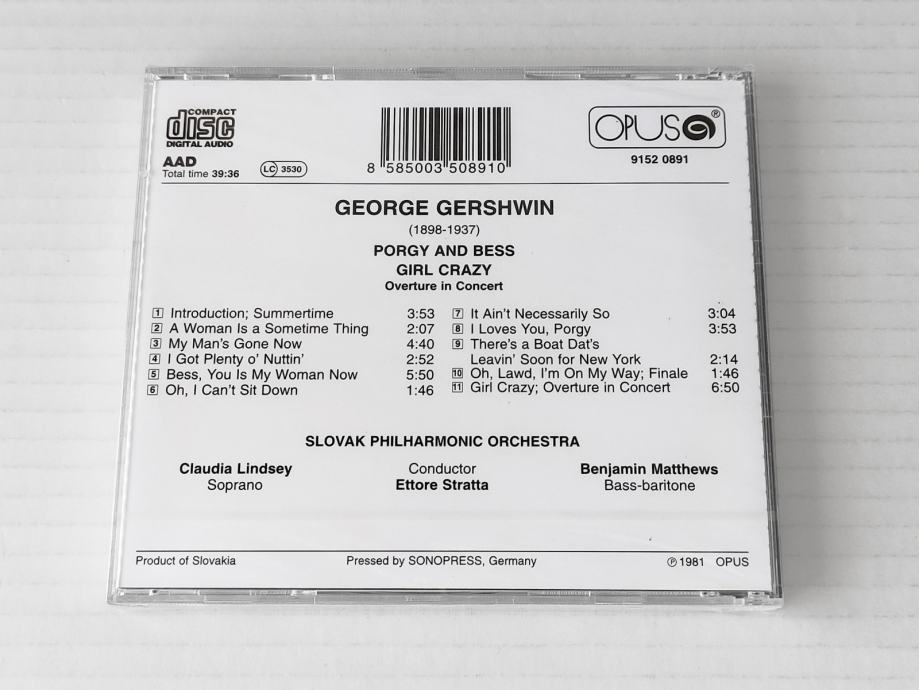 COMPACT
disc
DIGITAL AUDIO
AAD
Total time 39:36
LC 3530
8 585003 508910
OPUS ®
9152 0891
GEORGE GERSHWIN
(1898-1937)
PORGY AND BESS
GIRL CRAZY
Overture in Concert
1 Introduction; Summertime 3:53
2 A Woman Is a Sometime Thing 2:07
3 My Man's Gone Now 4:40
4 I Got Plenty o' Nuttin' 2:52
5 Bess, You Is My Woman Now 5:50
6 Oh, I Can't Sit Down 1:46
7 It Ain't Necessarily So 3:04
8 I Loves You, Porgy 3:53
9 There's a Boat Dat's
Leavin' Soon for New York 2:14
10 Oh, Lawd, I'm On My Way; Finale 1:46
11 Girl Crazy; Overture in Concert 6:50
SLOVAK PHILHARMONIC ORCHESTRA
Claudia Lindsey
Soprano
Conductor
Ettore Stratta
Benjamin Matthews
Bass-baritone
Product of Slovakia
Pressed by SONOPRESS, Germany
℗ 1981 OPUS